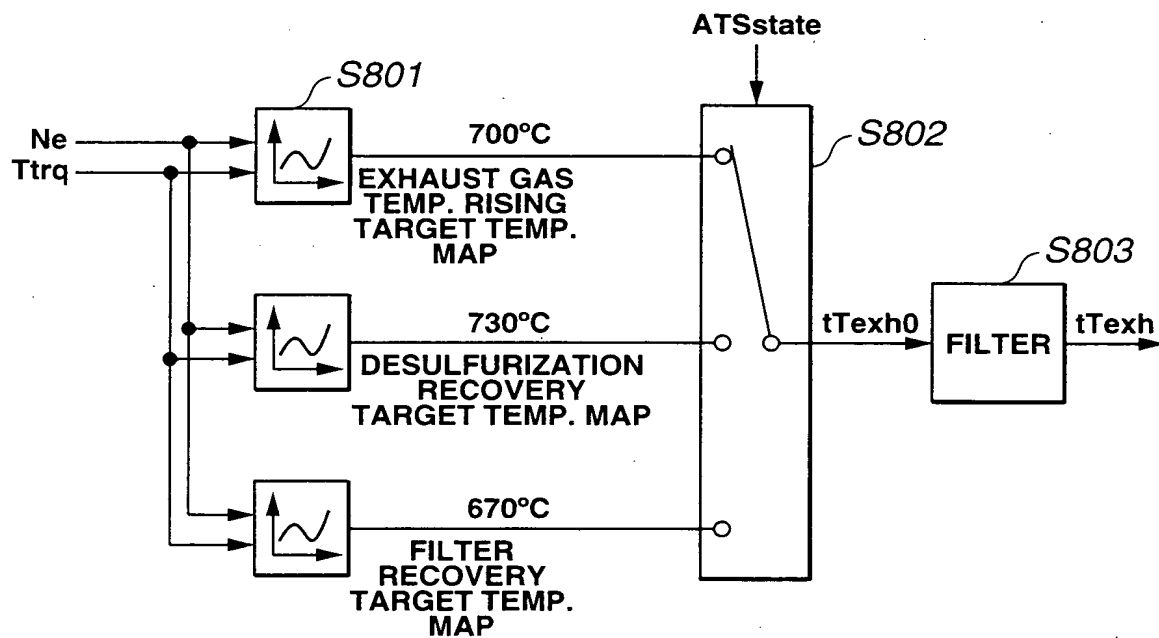 ATSstate
S801
S802
Ne
Ttrq
700°C
EXHAUST GAS
TEMP. RISING
TARGET TEMP.
MAP
S803
730°C
tTexh0
FILTER
tTexh
DESULFURIZATION
RECOVERY
TARGET TEMP. MAP
670°C
FILTER
RECOVERY
TARGET TEMP.
MAP